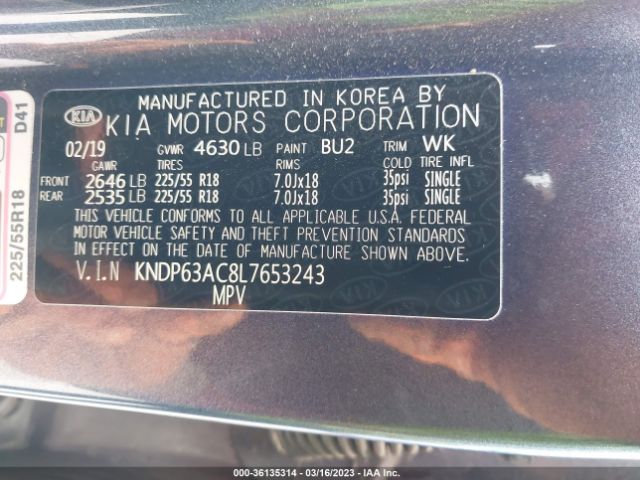 MANUFACTURED IN KOREA BY
KIA KIA MOTORS CORPORATION
02/19 GVWR 4630 LB PAINT BU2 TRIM WK
GAWR TIRES RIMS COLD TIRE INFL
FRONT 2646 LB 225/55 R18 7.0Jx18 35psi SINGLE
REAR 2535 LB 225/55 R18 7.0Jx18 35psi SINGLE
THIS VEHICLE CONFORMS TO ALL APPLICABLE U.S.A. FEDERAL
MOTOR VEHICLE SAFETY AND THEFT PREVENTION STANDARDS
IN EFFECT ON THE DATE OF MANUFACTURE SHOWN ABOVE.
V.I.N KNDP63AC8L7653243
MPV
D41
225/55R18
000-36135314 - 03/16/2023 - IAA Inc.